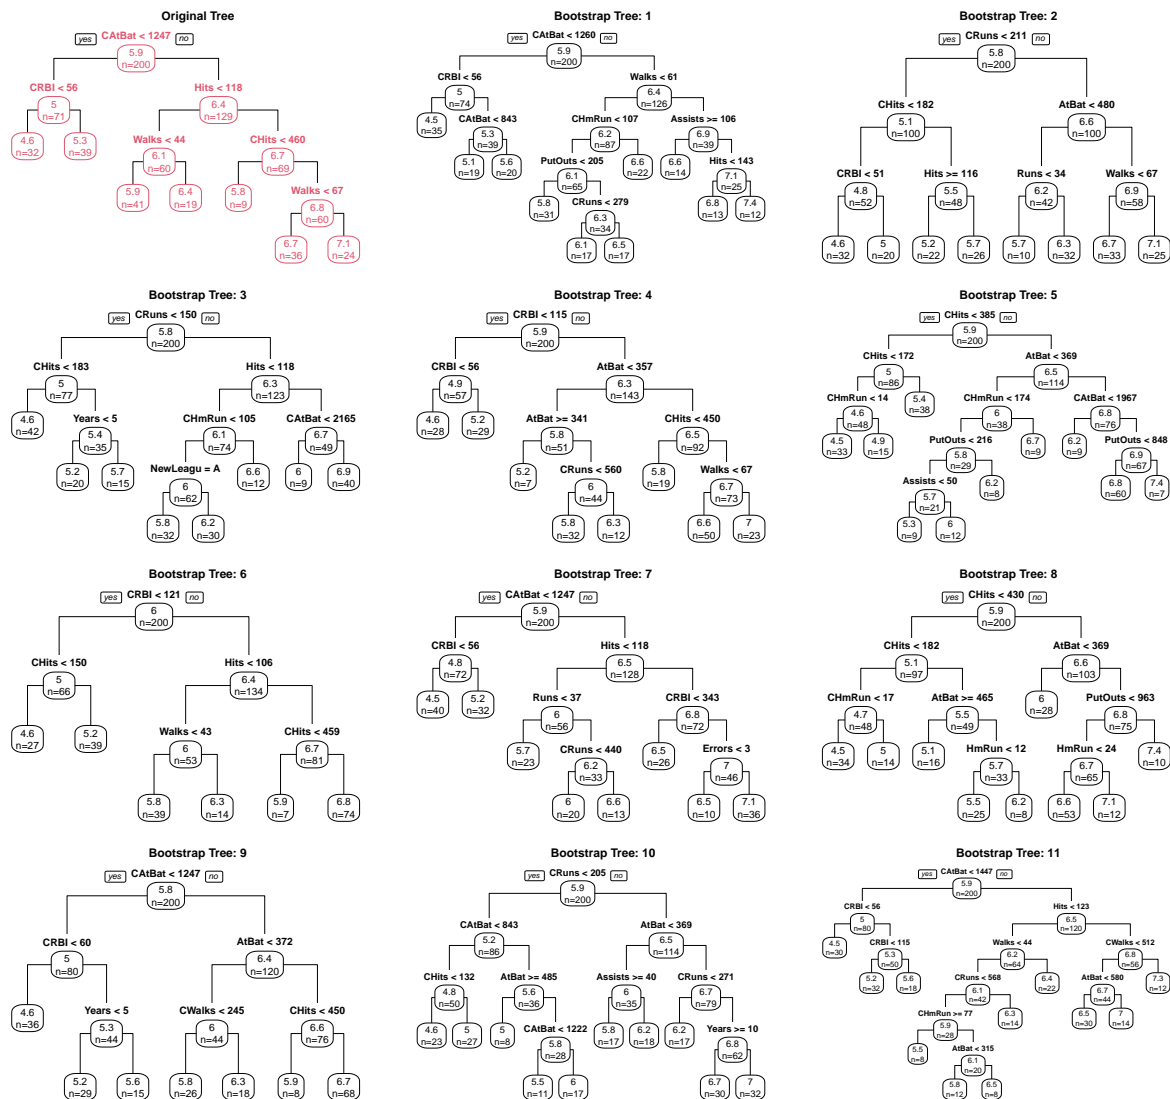 Original Tree
yes CAtBat < 1247 no
5.9
n=200
CRBI < 56
5
n=71
4.6
n=32
5.3
n=39
Hits < 118
6.4
n=129
Walks < 44
6.1
n=60
5.9
n=41
6.4
n=19
CHits < 460
6.7
n=69
5.8
n=9
Walks < 67
6.8
n=60
6.7
n=36
7.1
n=24
Bootstrap Tree: 1
yes CAtBat < 1260 no
5.9
n=200
CRBI < 56
5
n=74
4.5
n=35
CAtBat < 843
5.3
n=39
5.1
n=19
5.6
n=20
Walks < 61
6.4
n=126
CHmRun < 107
6.2
n=87
PutOuts < 205
6.1
n=65
5.8
n=31
CRuns < 279
6.3
n=34
6.1
n=17
6.5
n=17
6.6
n=22
Assists >= 106
6.9
n=39
6.6
n=14
Hits < 143
7.1
n=25
6.8
n=13
7.4
n=12
Bootstrap Tree: 2
yes CRuns < 211 no
5.8
n=200
CHits < 182
5.1
n=100
CRBI < 51
4.8
n=52
4.6
n=32
5
n=20
Hits >= 116
5.5
n=48
5.2
n=22
5.7
n=26
AtBat < 480
6.6
n=100
Runs < 34
6.2
n=42
5.7
n=10
6.3
n=32
Walks < 67
6.9
n=58
6.7
n=33
7.1
n=25
Bootstrap Tree: 3
yes CRuns < 150 no
5.8
n=200
CHits < 183
5
n=77
4.6
n=42
Years < 5
5.4
n=35
5.2
n=20
5.7
n=15
Hits < 118
6.3
n=123
CHmRun < 105
6.1
n=74
NewLeagu = A
6
n=62
5.8
n=32
6.2
n=30
6.6
n=12
CAtBat < 2165
6.7
n=49
6
n=9
6.9
n=40
Bootstrap Tree: 4
yes CRBI < 115 no
5.9
n=200
CRBI < 56
4.9
n=57
4.6
n=28
5.2
n=29
AtBat < 357
6.3
n=143
AtBat >= 341
5.8
n=51
5.2
n=7
CRuns < 560
6
n=44
5.8
n=32
6.3
n=12
CHits < 450
6.5
n=92
5.8
n=19
Walks < 67
6.7
n=73
6.6
n=50
7
n=23
Bootstrap Tree: 5
yes CHits < 385 no
5.9
n=200
CHits < 172
5
n=86
CHmRun < 14
4.6
n=48
4.5
n=33
4.9
n=15
5.4
n=38
AtBat < 369
6.5
n=114
CHmRun < 174
6
n=38
PutOuts < 216
5.8
n=29
Assists < 50
5.7
n=21
5.3
n=9
6
n=12
6.2
n=8
6.7
n=9
CAtBat < 1967
6.8
n=76
6.2
n=9
PutOuts < 848
6.9
n=67
6.8
n=60
7.4
n=7
Bootstrap Tree: 6
yes CRBI < 121 no
6
n=200
CHits < 150
5
n=66
4.6
n=27
5.2
n=39
Hits < 106
6.4
n=134
Walks < 43
6
n=53
5.8
n=39
6.3
n=14
CHits < 459
6.7
n=81
5.9
n=7
6.8
n=74
Bootstrap Tree: 7
yes CAtBat < 1247 no
5.9
n=200
CRBI < 56
4.8
n=72
4.5
n=40
5.2
n=32
Hits < 118
6.5
n=128
Runs < 37
6
n=56
5.7
n=23
CRuns < 440
6.2
n=33
6
n=20
6.6
n=13
CRBI < 343
6.8
n=72
6.5
n=26
Errors < 3
7
n=46
6.5
n=10
7.1
n=36
Bootstrap Tree: 8
yes CHits < 430 no
5.9
n=200
CHits < 182
5.1
n=97
CHmRun < 17
4.7
n=48
4.5
n=34
5
n=14
AtBat >= 465
5.5
n=49
5.1
n=16
HmRun < 12
5.7
n=33
5.5
n=25
6.2
n=8
AtBat < 369
6.6
n=103
6
n=28
PutOuts < 963
6.8
n=75
HmRun < 24
6.7
n=65
6.6
n=53
7.1
n=12
7.4
n=10
Bootstrap Tree: 9
yes CAtBat < 1247 no
5.8
n=200
CRBI < 60
5
n=80
4.6
n=36
Years < 5
5.3
n=44
5.2
n=29
5.6
n=15
AtBat < 372
6.4
n=120
CWalks < 245
6
n=44
5.8
n=26
6.3
n=18
CHits < 450
6.6
n=76
5.9
n=8
6.7
n=68
Bootstrap Tree: 10
yes CRuns < 205 no
5.9
n=200
CAtBat < 843
5.2
n=86
CHits < 132
4.8
n=50
4.6
n=23
5
n=27
AtBat >= 485
5.6
n=36
5
n=8
CAtBat < 1222
5.8
n=28
5.5
n=11
6
n=17
AtBat < 369
6.5
n=114
Assists >= 40
6
n=35
5.8
n=17
6.2
n=18
CRuns < 271
6.7
n=79
6.2
n=17
Years >= 10
6.8
n=62
6.7
n=30
7
n=32
Bootstrap Tree: 11
yes CAtBat < 1447 no
5.9
n=200
CRBI < 56
5
n=80
4.5
n=30
CRBI < 115
5.3
n=50
5.2
n=32
5.6
n=18
Hits < 123
6.5
n=120
Walks < 44
6.2
n=64
CRuns < 568
6.1
n=42
CHmRun >= 77
5.9
n=28
5.5
n=8
AtBat < 315
6.1
n=20
5.8
n=12
6.5
n=8
6.3
n=14
6.4
n=22
CWalks < 512
6.8
n=56
AtBat < 580
6.7
n=44
6.5
n=30
7
n=14
7.3
n=12